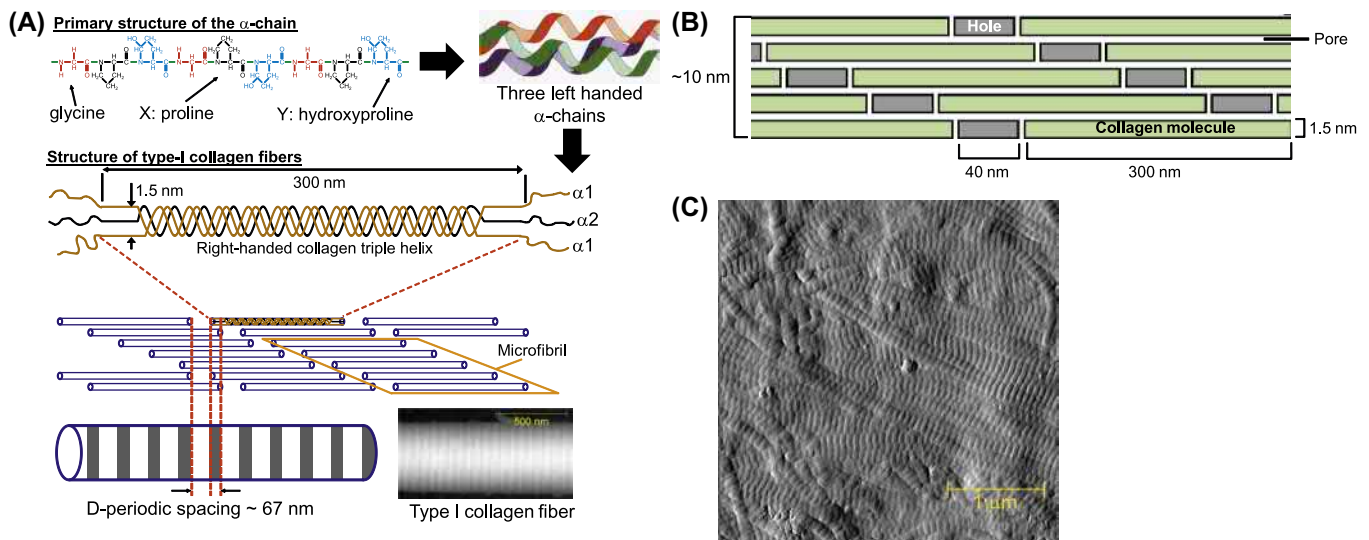 (A)
Primary structure of the α-chain
glycine
X: proline
Y: hydroxyproline
Three left handed
α-chains
Structure of type-I collagen fibers
300 nm
1.5 nm
α1
α2
α1
Right-handed collagen triple helix
Microfibril
500 nm
D-periodic spacing ~ 67 nm
Type I collagen fiber
(B)
Hole
Pore
~10 nm
Collagen molecule
1.5 nm
40 nm
300 nm
(C)
1 μm